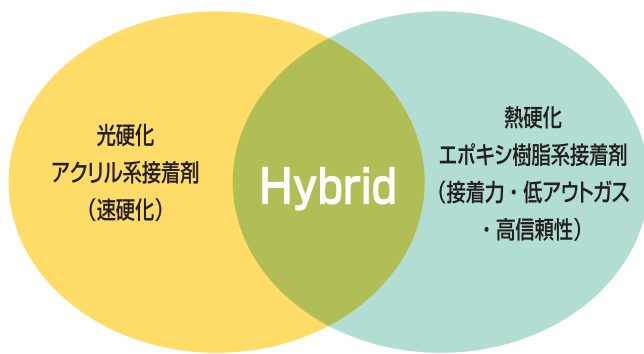 光硬化
アクリル系接着剤
（速硬化）
Hybrid
熱硬化
エポキシ樹脂系接着剤
（接着力・低アウトガス
・高信頼性）